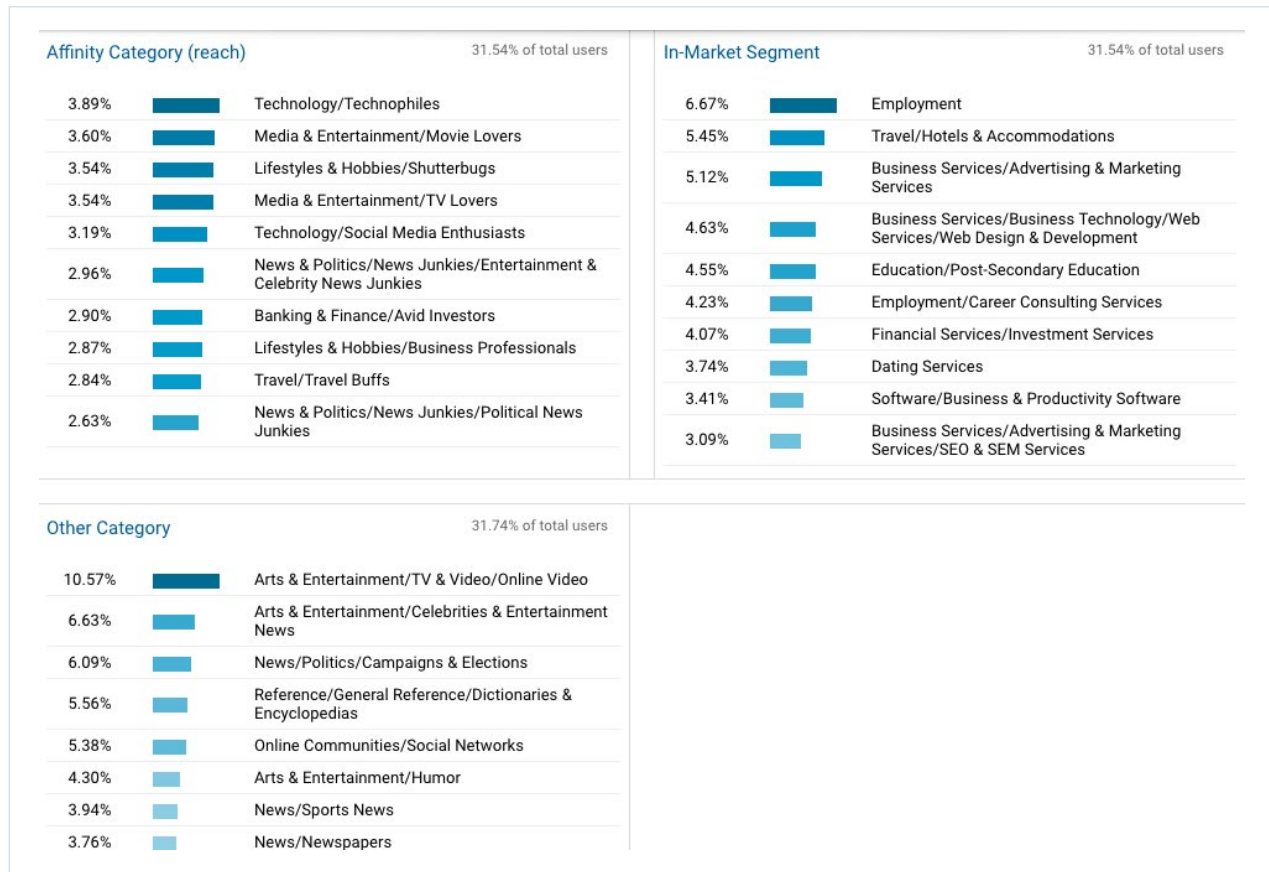 Affinity Category (reach)
31.54% of total users
3.89%
Technology/Technophiles
3.60%
Media & Entertainment/Movie Lovers
3.54%
Lifestyles & Hobbies/Shutterbugs
3.54%
Media & Entertainment/TV Lovers
3.19%
Technology/Social Media Enthusiasts
2.96%
News & Politics/News Junkies/Entertainment &
Celebrity News Junkies
2.90%
Banking & Finance/Avid Investors
2.87%
Lifestyles & Hobbies/Business Professionals
2.84%
Travel/Travel Buffs
2.63%
News & Politics/News Junkies/Political News
Junkies
In-Market Segment
31.54% of total users
6.67%
Employment
5.45%
Travel/Hotels & Accommodations
5.12%
Business Services/Advertising & Marketing
Services
4.63%
Business Services/Business Technology/Web
Services/Web Design & Development
4.55%
Education/Post-Secondary Education
4.23%
Employment/Career Consulting Services
4.07%
Financial Services/Investment Services
3.74%
Dating Services
3.41%
Software/Business & Productivity Software
3.09%
Business Services/Advertising & Marketing
Services/SEO & SEM Services
Other Category
31.74% of total users
10.57%
Arts & Entertainment/TV & Video/Online Video
6.63%
Arts & Entertainment/Celebrities & Entertainment
News
6.09%
News/Politics/Campaigns & Elections
5.56%
Reference/General Reference/Dictionaries &
Encyclopedias
5.38%
Online Communities/Social Networks
4.30%
Arts & Entertainment/Humor
3.94%
News/Sports News
3.76%
News/Newspapers